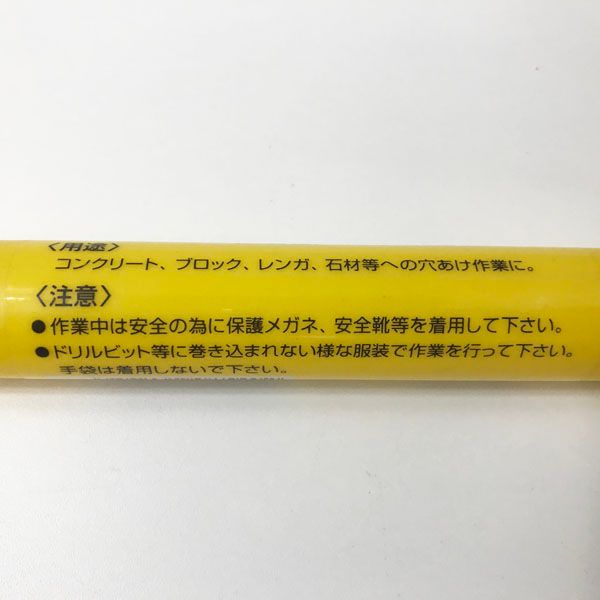 〈用途〉
コンクリート、ブロック、レンガ、石材等への穴あけ作業に。
〈注意〉
●作業中は安全の為に保護メガネ、安全靴等を着用して下さい。
●ドリルビット等に巻き込まれない様な服装で作業を行って下さい。
手袋は着用しないで下さい。